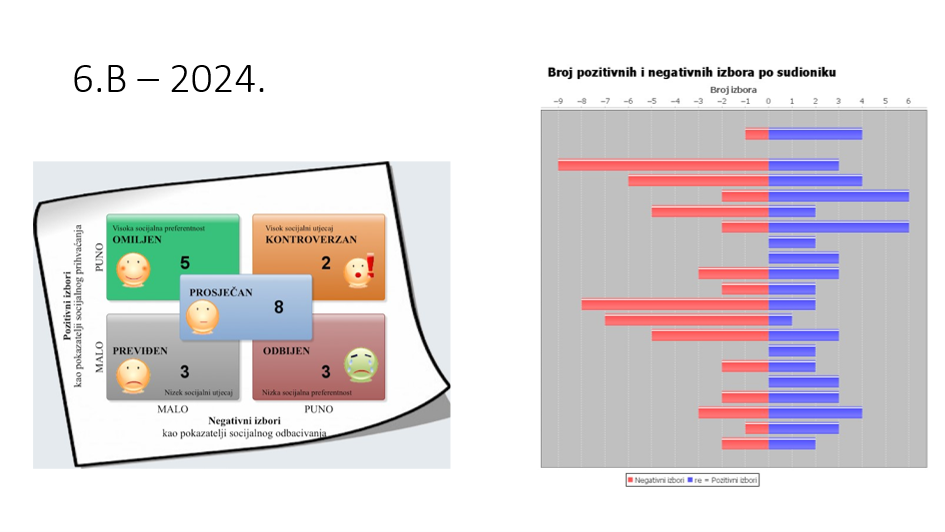 6.B – 2024.
Visoka socijalna preferentnost
OMILJEN
5
Visok socijalni utjecaj
KONTROVERZAN
2
PROSJEČAN
8
PREVIĐEN
3
Nizek socijalni utjecaj
ODBIJEN
3
Nizka socijalna preferentnost
PUNO
MALO
Pozitivni izbori
kao pokazatelji socijalnog prihvaćanja
MALO
PUNO
Negativni izbori
kao pokazatelji socijalnog odbacivanja
Broj pozitivnih i negativnih izbora po sudioniku
Broj izbora
−9 −8 −7 −6 −5 −4 −3 −2 −1 0 1 2 3 4 5 6
Negativni izbori re = Pozitivni izbori